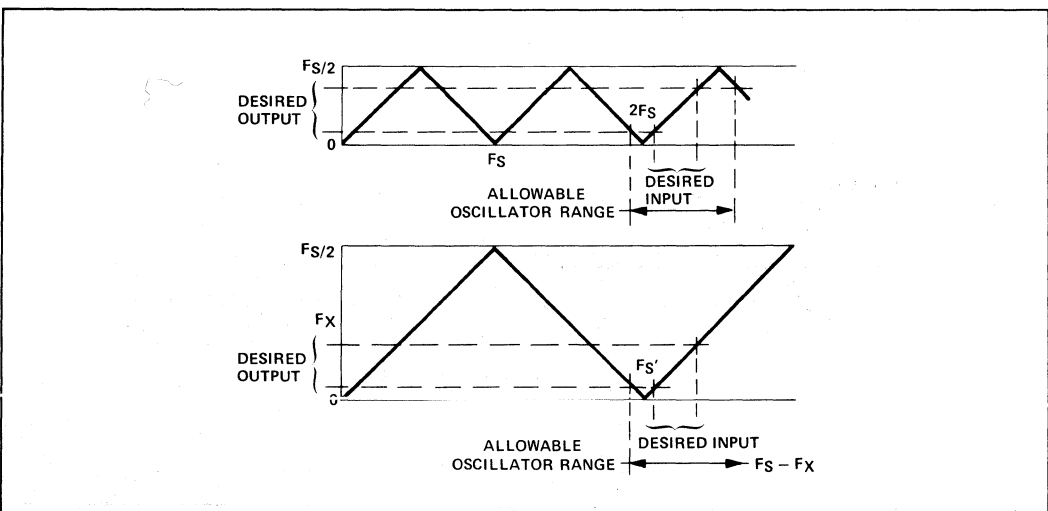 FS/2
DESIRED
OUTPUT
0
2FS
FS
DESIRED
INPUT
ALLOWABLE
OSCILLATOR RANGE
FS/2
FX
DESIRED
OUTPUT
0
FS'
DESIRED INPUT
ALLOWABLE
OSCILLATOR RANGE
FS – FX